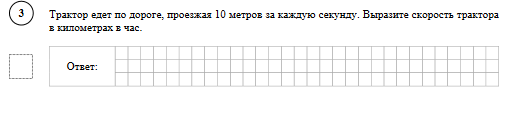 3
Трактор едет по дороге, проезжая 10 метров за каждую секунду. Выразите скорость трактора
в километрах в час.
Ответ: